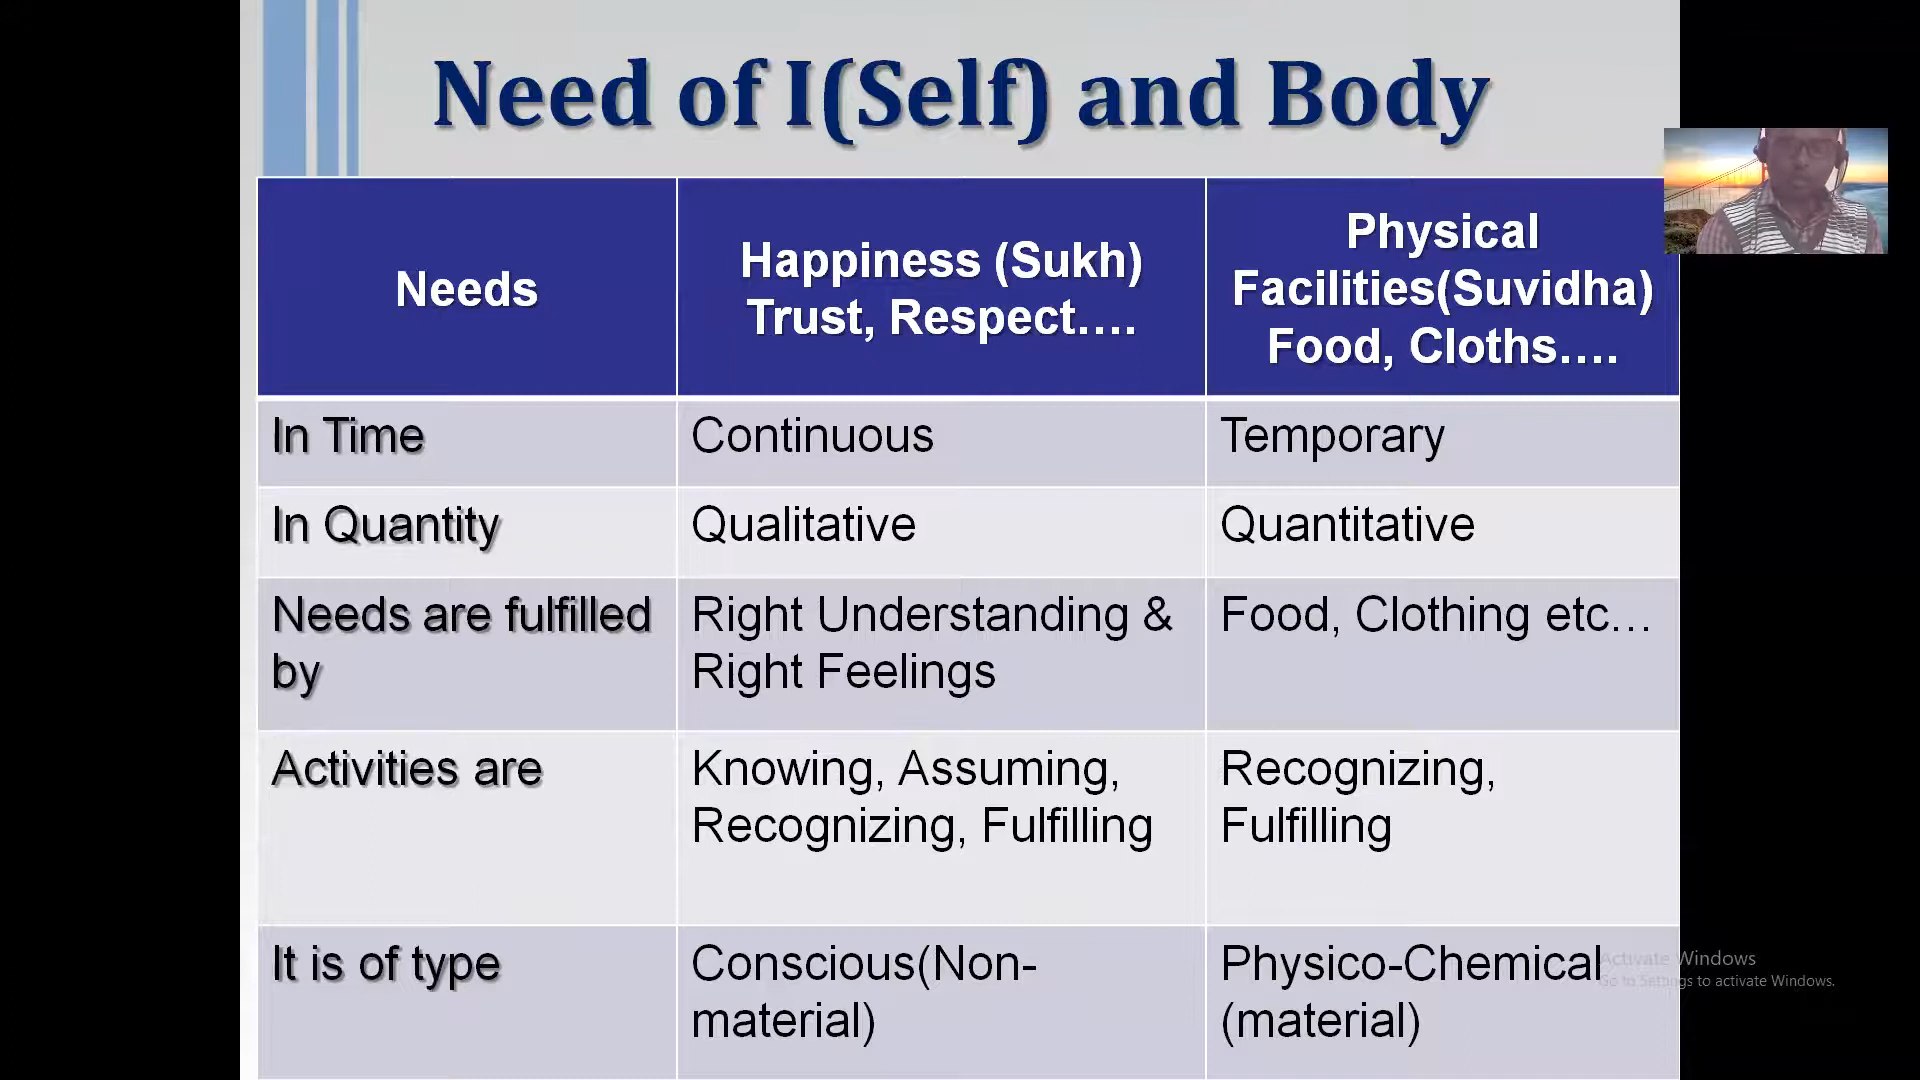 Need of I(Self) and Body
Needs
Happiness (Sukh)
Trust, Respect….
Physical
Facilities(Suvidha)
Food, Cloths….
In Time
Continuous
Temporary
In Quantity
Qualitative
Quantitative
Needs are fulfilled
by
Right Understanding &
Right Feelings
Food, Clothing etc…
Activities are
Knowing, Assuming,
Recognizing, Fulfilling
Recognizing,
Fulfilling
It is of type
Conscious(Non-
material)
Physico-Chemical
(material)
Activate Windows
Go to Settings to activate Windows.